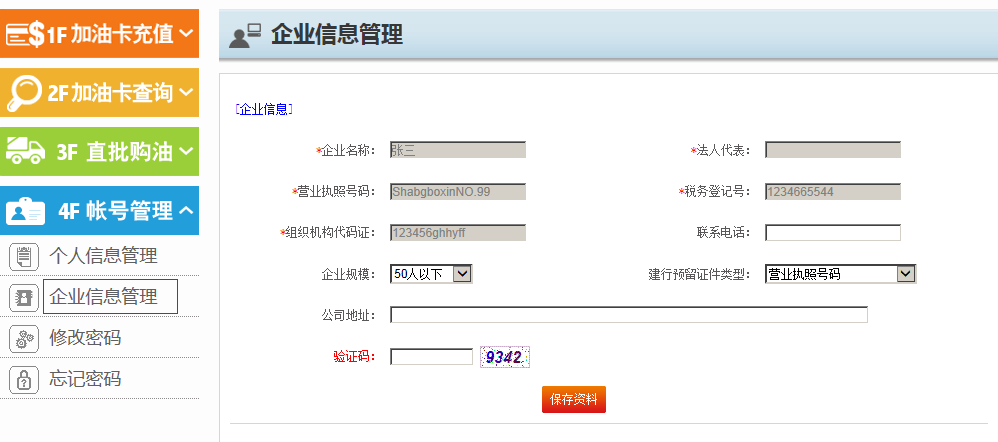 1F 加油卡充值
2F加油卡查询
3F 直批购油
4F 帐号管理
个人信息管理
企业信息管理
修改密码
忘记密码
企业信息管理
[企业信息]
*企业名称： 张三 *法人代表：
*营业执照号码： ShabgboxinNO.99 *税务登记号： 1234665544
*组织机构代码证： 123456ghhyff 联系电话：
企业规模： 50人以下 建行预留证件类型： 营业执照号码
公司地址：
验证码： 9342
保存资料